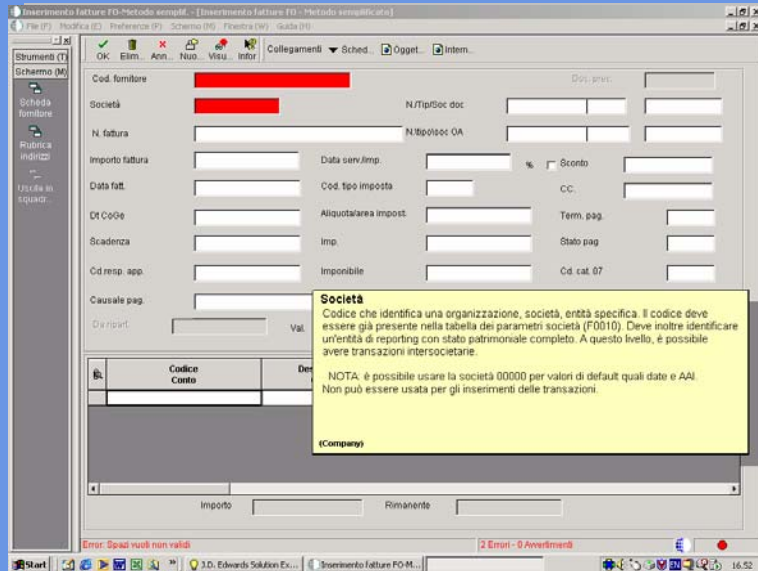 Inserimento fatture FO-Metodo semplif. - [Inserimento fatture FO - Metodo semplificato]
File (F) Modifica (E) Preferenze (P) Schermo (M) Finestra (W) Guida (H)
Strumenti (T)
Schermo (M)
Scheda fornitore
Rubrica indirizzi
Uscita in squadr...
OK Elim... Ann... Nuo... Visu... Infor Collegamenti Sched... Ogget... Intern...
Cod. fornitore Doc. prec.
Società N./Tip/Soc doc
N. fattura N.\tipo\soc OA
Importo fattura Data serv./imp. % Sconto
Data fatt. Cod. tipo imposta CC.
Dt CoGe Aliquota/area impost. Term. pag.
Scadenza Imp. Stato pag
Cd.resp. app. Imponibile Cd. cat. 07
Causale pag.
Da ripart. Val.
Società
Codice che identifica una organizzazione, società, entità specifica. Il codice deve
essere già presente nella tabella dei parametri società (F0010). Deve inoltre identificare
un'entità di reporting con stato patrimoniale completo. A questo livello, è possibile
avere transazioni intersocietarie.
NOTA: è possibile usare la società 00000 per valori di default quali date e AAI.
Non può essere usata per gli inserimenti delle transazioni.
(Company)
Codice
Conto
Importo Rimanente
Error: Spazi vuoti non validi 2 Errori - 0 Avvertimenti
Start J.D. Edwards Solution Ex... Inserimento fatture FO-M... EN 16.52